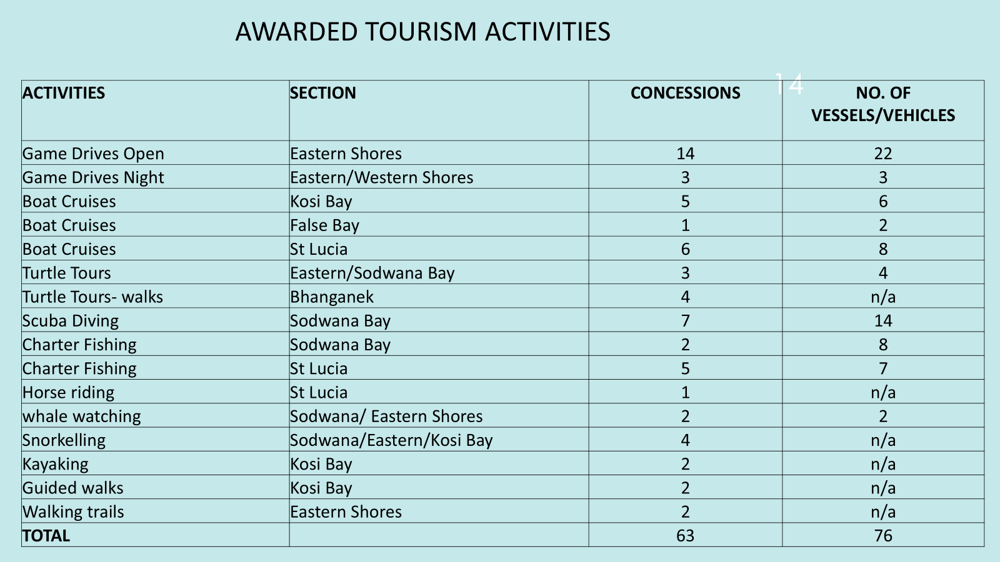 AWARDED TOURISM ACTIVITIES
14
ACTIVITIES SECTION CONCESSIONS NO. OF
VESSELS/VEHICLES
Game Drives Open Eastern Shores 14 22
Game Drives Night Eastern/Western Shores 3 3
Boat Cruises Kosi Bay 5 6
Boat Cruises False Bay 1 2
Boat Cruises St Lucia 6 8
Turtle Tours Eastern/Sodwana Bay 3 4
Turtle Tours- walks Bhanganek 4 n/a
Scuba Diving Sodwana Bay 7 14
Charter Fishing Sodwana Bay 2 8
Charter Fishing St Lucia 5 7
Horse riding St Lucia 1 n/a
whale watching Sodwana/ Eastern Shores 2 2
Snorkelling Sodwana/Eastern/Kosi Bay 4 n/a
Kayaking Kosi Bay 2 n/a
Guided walks Kosi Bay 2 n/a
Walking trails Eastern Shores 2 n/a
TOTAL 63 76